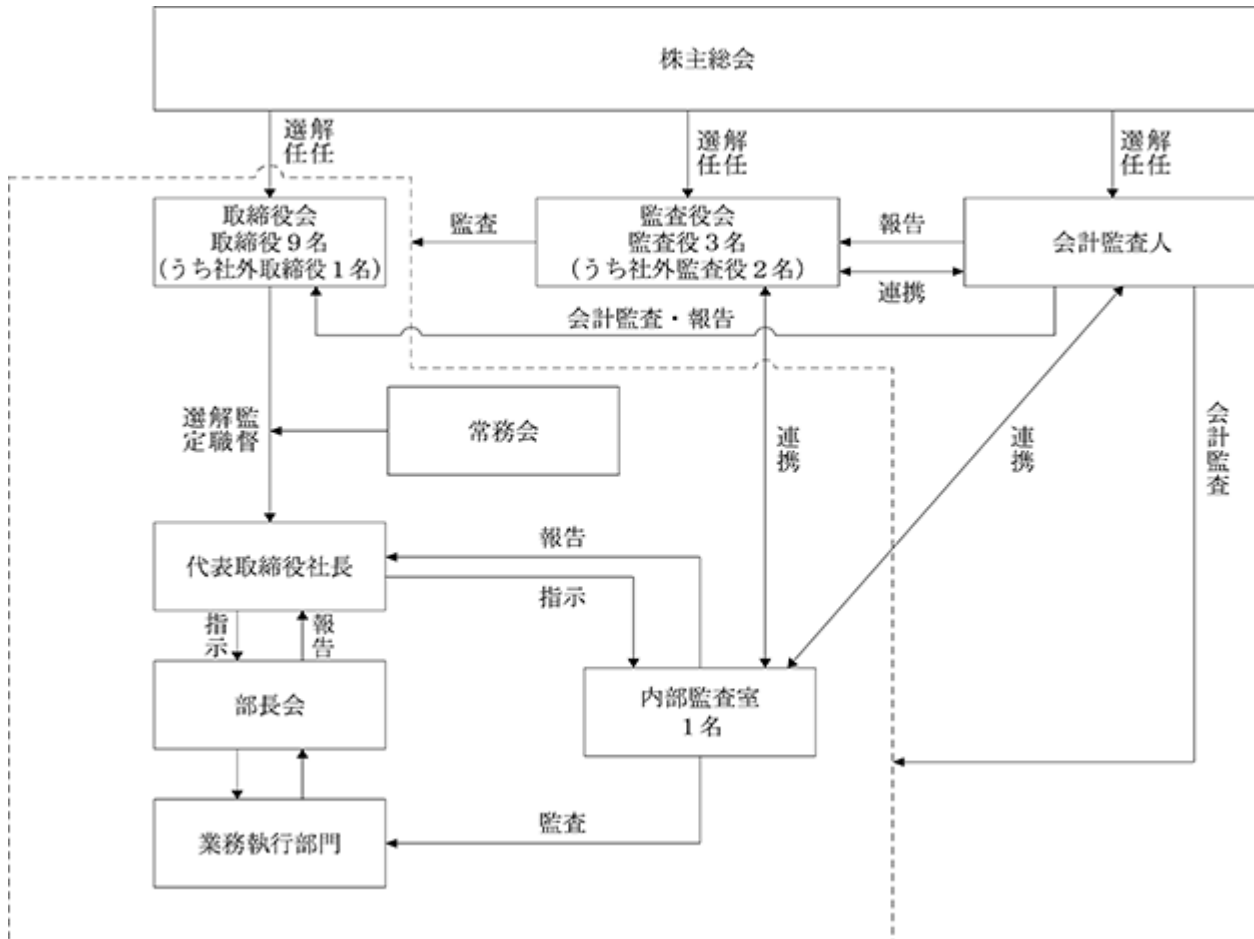 株主総会
選任
解任
選任
解任
選任
解任
取締役会
取締役9名
(うち社外取締役1名)
監査
監査役会
監査役3名
(うち社外監査役2名)
報告
連携
会計監査人
会計監査・報告
選定
解職
監督
常務会
連携
連携
会計監査
代表取締役社長
報告
指示
指示
報告
部長会
内部監査室
1名
業務執行部門
監査